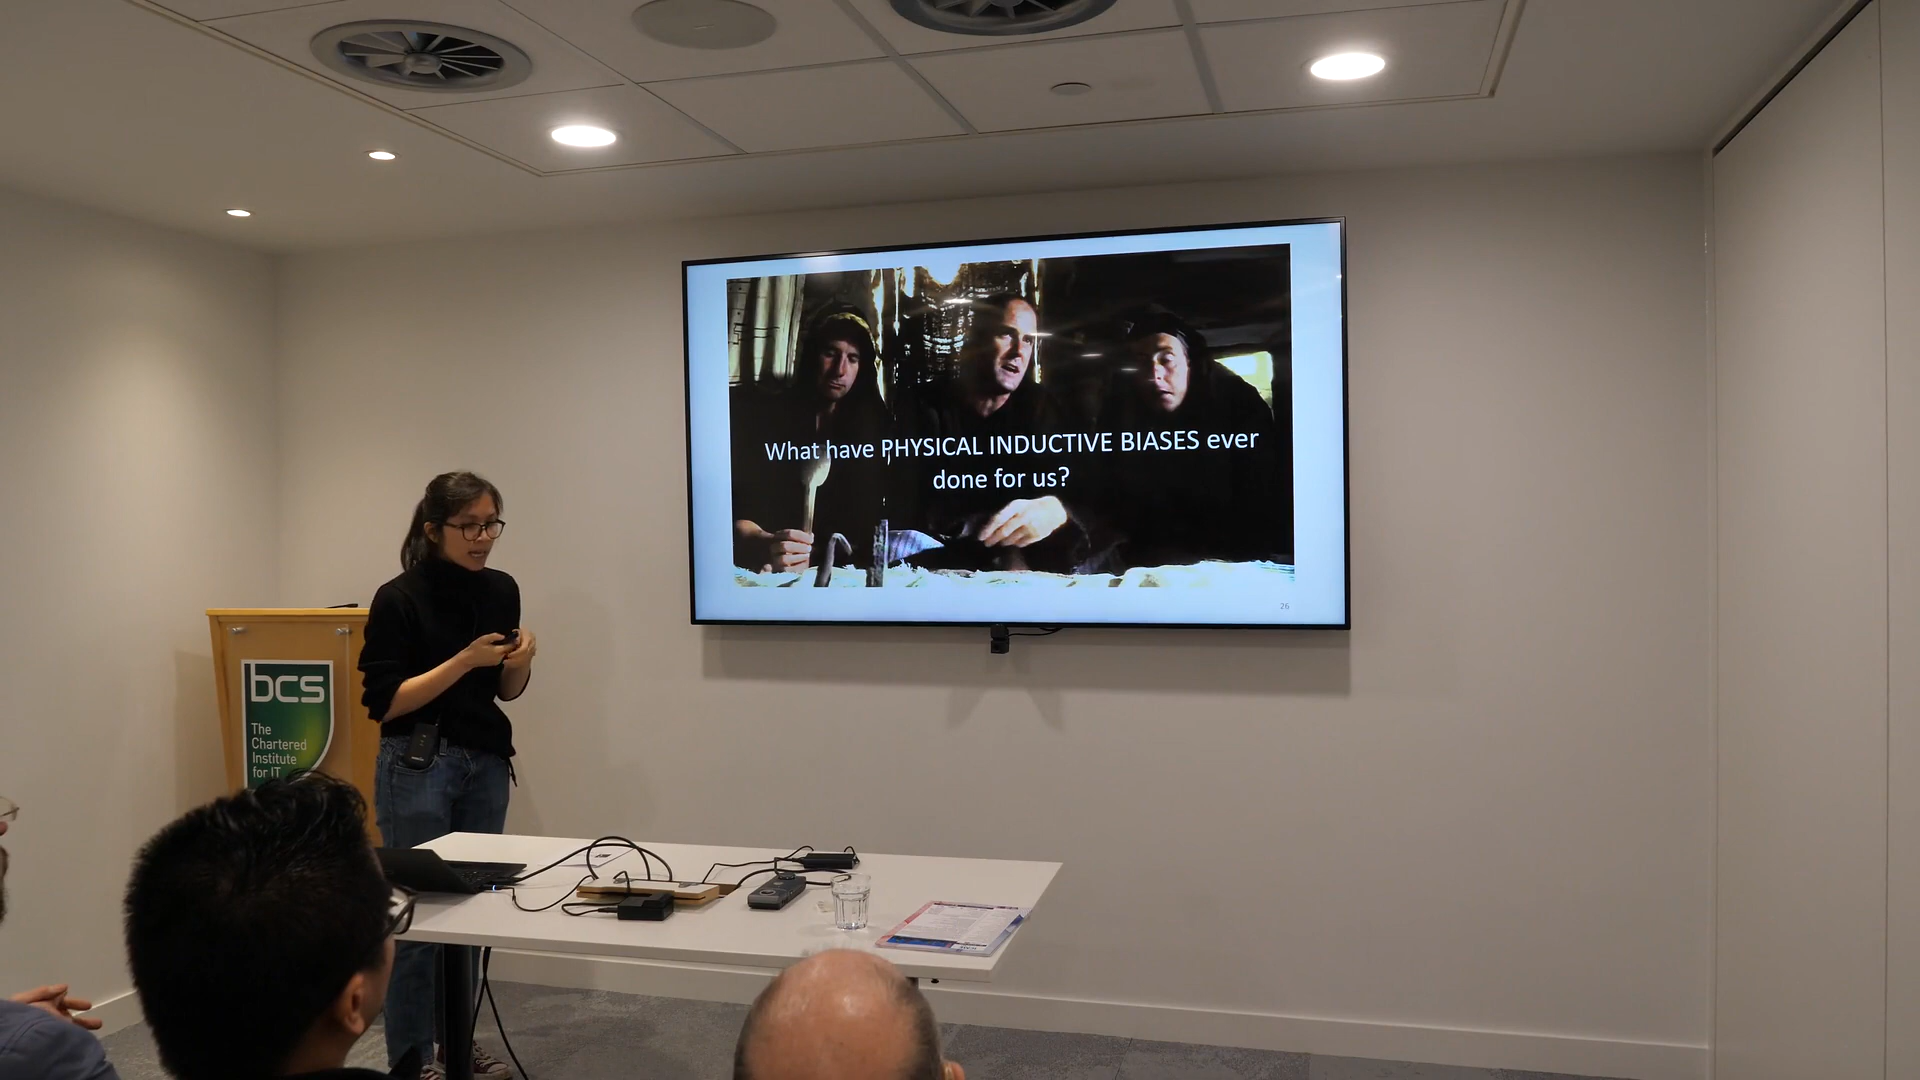 What have PHYSICAL INDUCTIVE BIASES ever
done for us?
26
bcs
The
Chartered
Institute
for IT